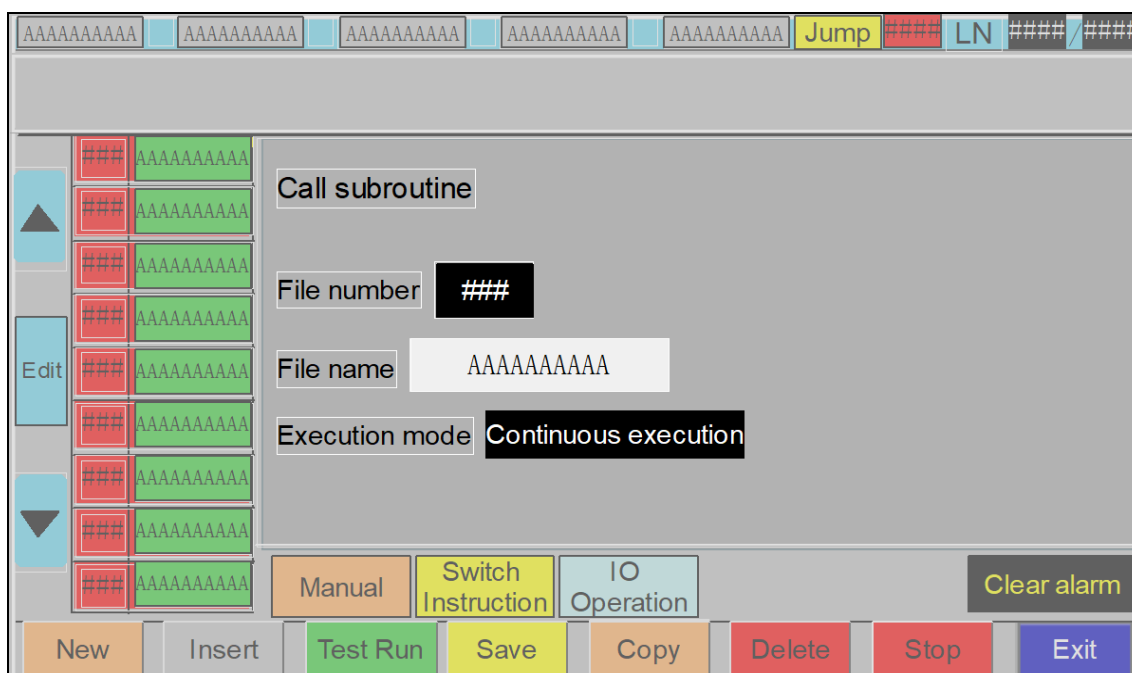 AAAAAAAAAA AAAAAAAAAA AAAAAAAAAA AAAAAAAAAA AAAAAAAAAA Jump #### LN #### / ####
### AAAAAAAAAA
### AAAAAAAAAA
### AAAAAAAAAA
### AAAAAAAAAA
### AAAAAAAAAA
### AAAAAAAAAA
### AAAAAAAAAA
### AAAAAAAAAA
### AAAAAAAAAA
Edit
Call subroutine
File number ###
File name AAAAAAAAAA
Execution mode Continuous execution
Manual
Switch
Instruction
IO
Operation
Clear alarm
New Insert Test Run Save Copy Delete Stop Exit